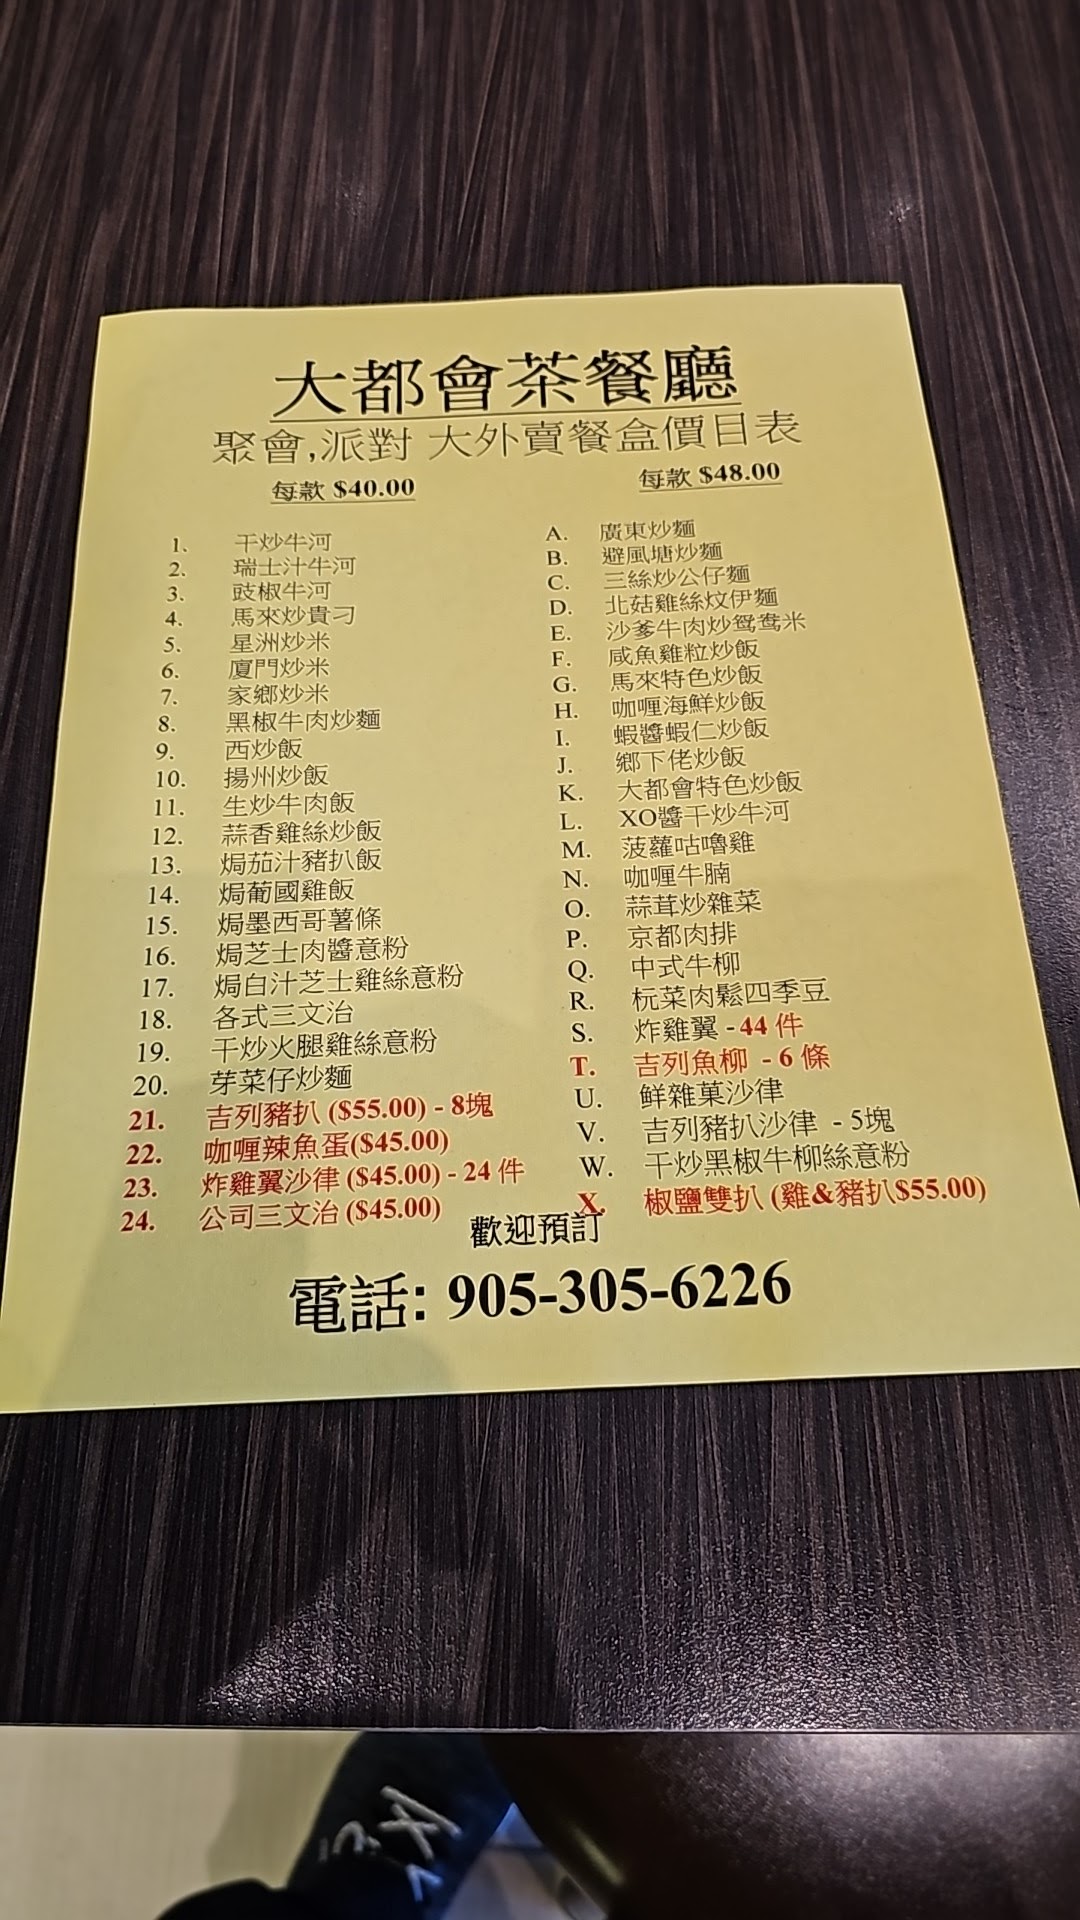 大都會茶餐廳
聚會,派對 大外賣餐盒價目表
每款 $40.00
1. 干炒牛河
2. 瑞士汁牛河
3. 豉椒牛河
4. 馬來炒貴刁
5. 星洲炒米
6. 廈門炒米
7. 家鄉炒米
8. 黑椒牛肉炒麵
9. 西炒飯
10. 揚州炒飯
11. 生炒牛肉飯
12. 蒜香雞絲炒飯
13. 焗茄汁豬扒飯
14. 焗葡國雞飯
15. 焗墨西哥薯條
16. 焗芝士肉醬意粉
17. 焗白汁芝士雞絲意粉
18. 各式三文治
19. 干炒火腿雞絲意粉
20. 芽菜仔炒麵
21. 吉列豬扒 ($55.00) - 8塊
22. 咖喱辣魚蛋($45.00)
23. 炸雞翼沙律 ($45.00) - 24 件
24. 公司三文治 ($45.00)
每款 $48.00
A. 廣東炒麵
B. 避風塘炒麵
C. 三絲炒公仔麵
D. 北菇雞絲炆伊麵
E. 沙爹牛肉炒鴛鴦米
F. 咸魚雞粒炒飯
G. 馬來特色炒飯
H. 咖喱海鮮炒飯
I. 蝦醬蝦仁炒飯
J. 鄉下佬炒飯
K. 大都會特色炒飯
L. XO醬干炒牛河
M. 菠蘿咕嚕雞
N. 咖喱牛腩
O. 蒜茸炒雜菜
P. 京都肉排
Q. 中式牛柳
R. 杬菜肉鬆四季豆
S. 炸雞翼 - 44 件
T. 吉列魚柳 - 6 條
U. 鮮雜菓沙律
V. 吉列豬扒沙律 - 5塊
W. 干炒黑椒牛柳絲意粉
X. 椒鹽雙扒 (雞&豬扒$55.00)
歡迎預訂
電話: 905-305-6226